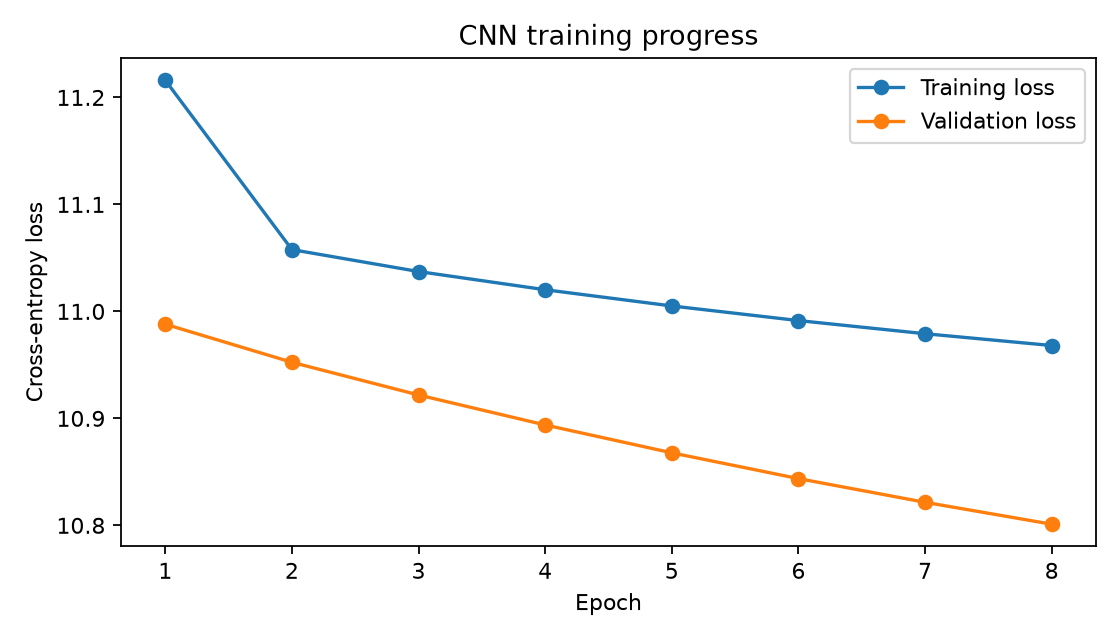 CNN training progress
Training loss
Validation loss
11.2
11.1
11.0
10.9
10.8
Cross-entropy loss
1 2 3 4 5 6 7 8
Epoch